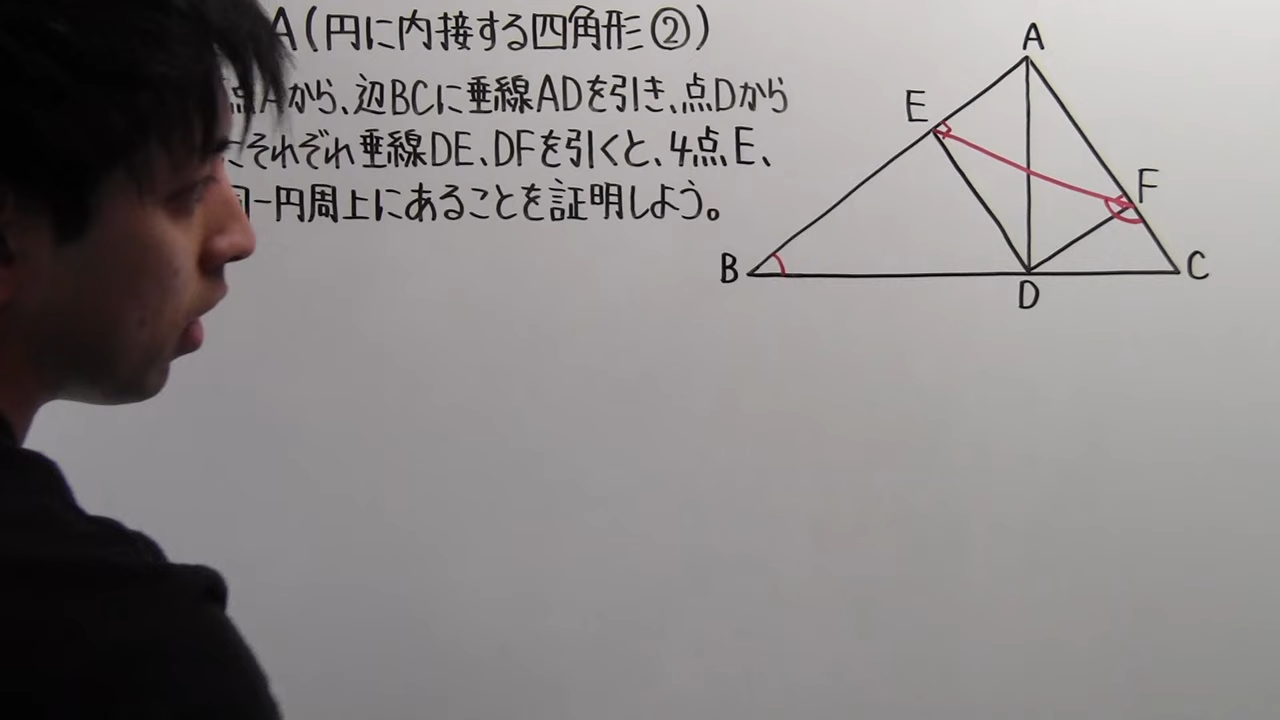 A(円に内接する四角形②)
点Aから、辺BCに垂線ADを引き、点Dから
にそれぞれ垂線DE、DFを引くと、4点E、
同一円周上にあることを証明しよう。
A
E
F
B
C
D